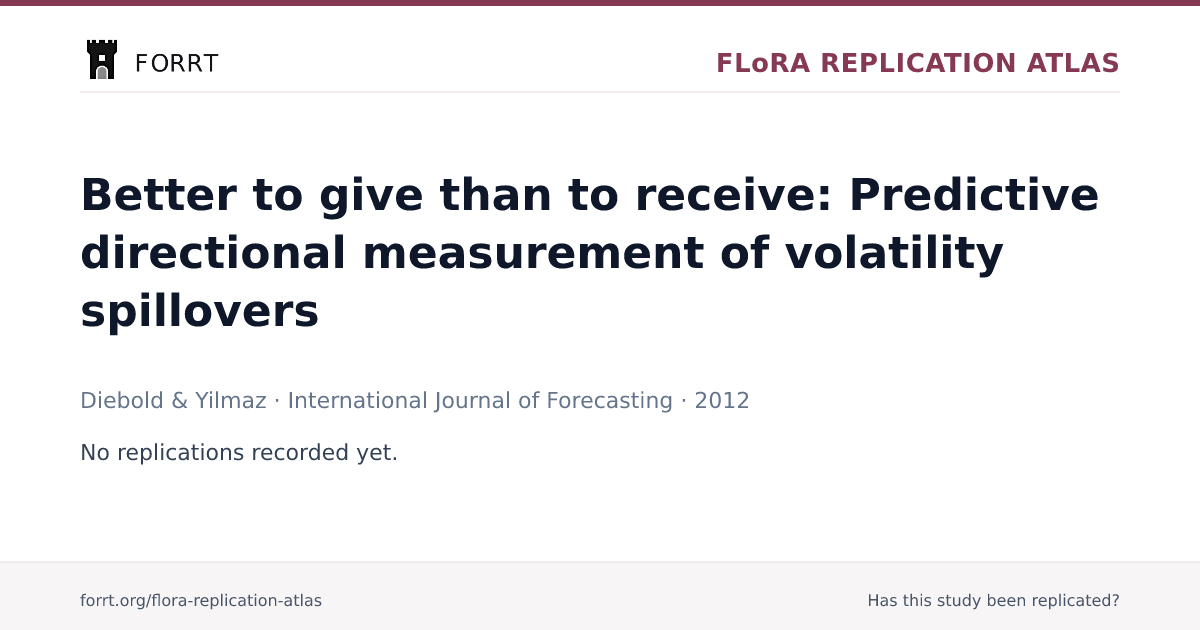 FORRT
FLoRA REPLICATION ATLAS
Better to give than to receive: Predictive
directional measurement of volatility
spillovers
Diebold & Yilmaz · International Journal of Forecasting · 2012
No replications recorded yet.
forrt.org/flora-replication-atlas
Has this study been replicated?